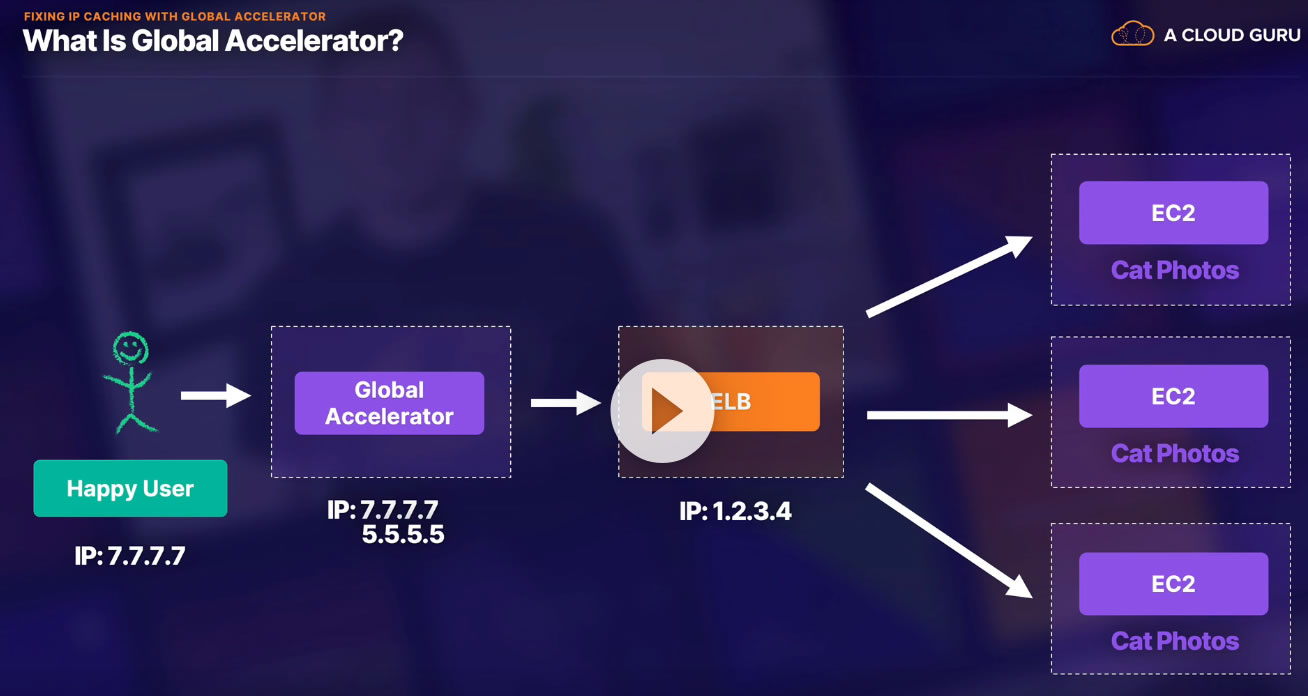 FIXING IP CACHING WITH GLOBAL ACCELERATOR
What Is Global Accelerator?
A CLOUD GURU
Happy User
IP: 7.7.7.7
Global
Accelerator
IP: 7.7.7.7
5.5.5.5
ELB
IP: 1.2.3.4
EC2
Cat Photos
EC2
Cat Photos
EC2
Cat Photos